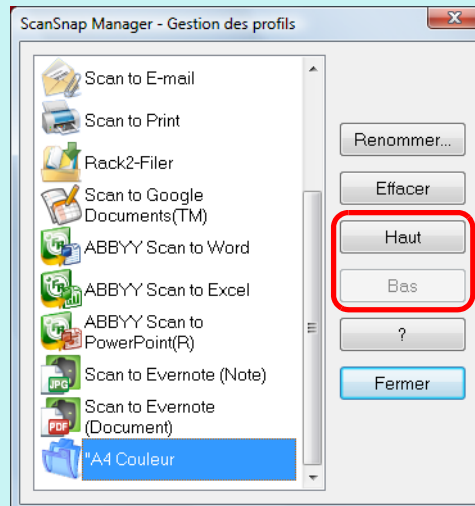 ScanSnap Manager - Gestion des profils
Scan to E-mail
Scan to Print
Rack2-Filer
Scan to Google
Documents(TM)
ABBYY Scan to Word
ABBYY Scan to Excel
ABBYY Scan to
PowerPoint(R)
Scan to Evernote (Note)
JPG
Scan to Evernote
(Document)
PDF
"A4 Couleur
Renommer...
Effacer
Haut
Bas
?
Fermer